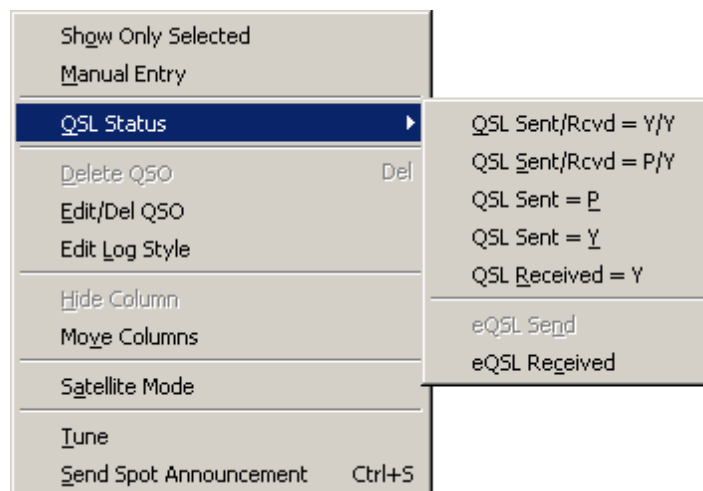 Show Only Selected
Manual Entry
QSL Status
Delete QSO Del
Edit/Del QSO
Edit Log Style
Hide Column
Move Columns
Satellite Mode
Tune
Send Spot Announcement Ctrl+S
QSL Sent/Rcvd = Y/Y
QSL Sent/Rcvd = P/Y
QSL Sent = P
QSL Sent = Y
QSL Received = Y
eQSL Send
eQSL Received